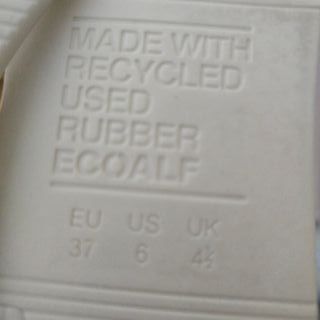 MADE WITH
RECYCLED
USED
RUBBER
ECOALF
EU US UK
37 6 4½